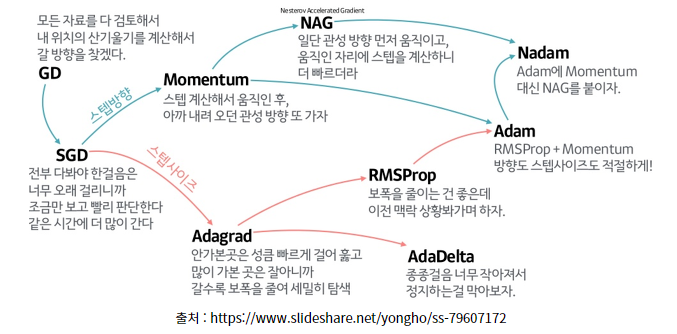 모든 자료를 다 검토해서
내 위치의 산기울기를 계산해서
갈 방향을 찾겠다.
GD
Nesterov Accelerated Gradient
NAG
일단 관성 방향 먼저 움직이고,
움직인 자리에 스텝을 계산하니
더 빠르더라
Nadam
Adam에 Momentum
대신 NAG를 붙이자.
Momentum
스텝 계산해서 움직인 후,
아까 내려 오던 관성 방향 또 가자
스텝방향
SGD
전부 다봐야 한걸음은
너무 오래 걸리니까
조금만 보고 빨리 판단한다
같은 시간에 더 많이 간다
스텝사이즈
Adam
RMSProp + Momentum
방향도 스텝사이즈도 적절하게!
RMSProp
보폭을 줄이는 건 좋은데
이전 맥락 상황봐가며 하자.
Adagrad
안가본곳은 성큼 빠르게 걸어 훑고
많이 가본 곳은 잘아니까
갈수록 보폭을 줄여 세밀히 탐색
AdaDelta
종종걸음 너무 작아져서
정지하는걸 막아보자.
출처 : https://www.slideshare.net/yongho/ss-79607172